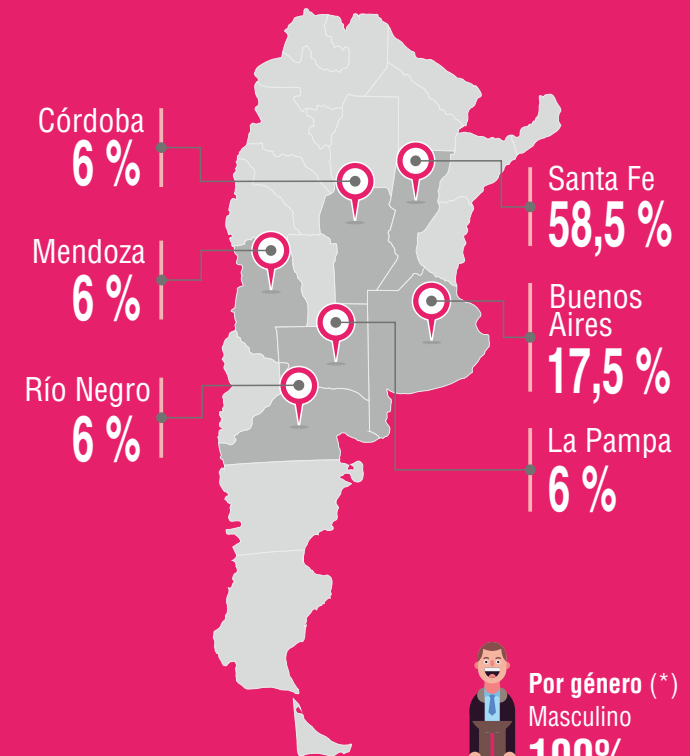 Córdoba
6 %
Mendoza
6 %
Río Negro
6 %
Santa Fe
58,5 %
Buenos
Aires
17,5 %
La Pampa
6 %
Por género (*)
Masculino
100%